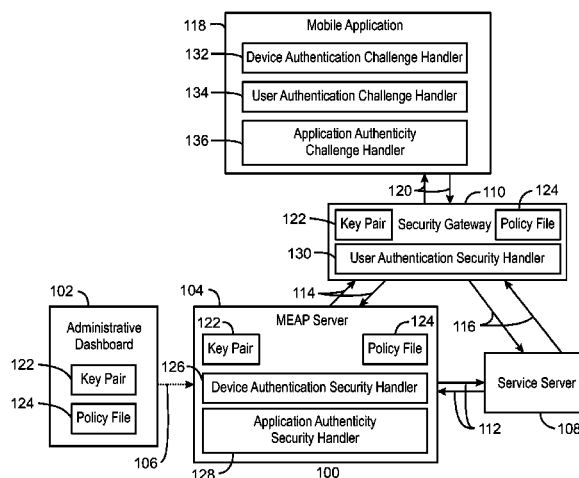 118
Mobile Application
132
Device Authentication Challenge Handler
134
User Authentication Challenge Handler
136
Application Authenticity
Challenge Handler
120
110
124
122
Key Pair
Security Gateway
Policy File
130
User Authentication Security Handler
102
104
114
116
Administrative
Dashboard
122
Key Pair
124
Policy File
106
MEAP Server
122
Key Pair
124
Policy File
126
Device Authentication Security Handler
Application Authenticity
Security Handler
128
100
112
Service Server
108